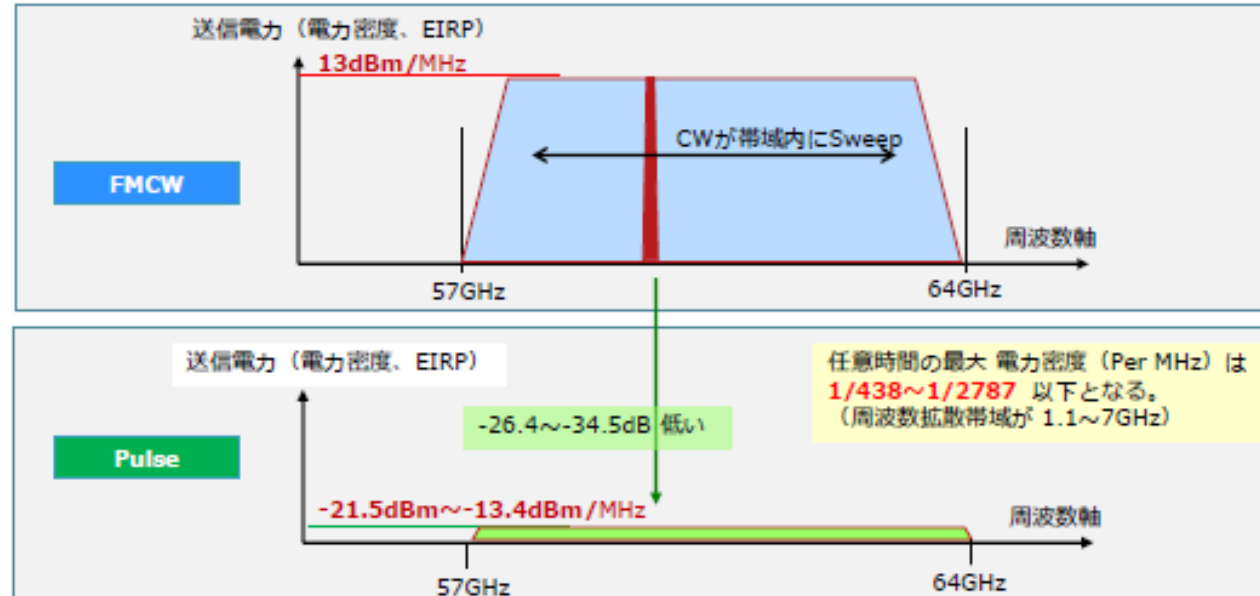 送信電力（電力密度、EIRP）
13dBm/MHz
CWが帯域内にSweep
FMCW
周波数軸
57GHz
64GHz
送信電力（電力密度、EIRP）
任意時間の最大 電力密度（Per MHz）は
1/438～1/2787 以下となる。
（周波数拡散帯域が 1.1～7GHz）
-26.4～-34.5dB 低い
Pulse
-21.5dBm～-13.4dBm/MHz
周波数軸
57GHz
64GHz